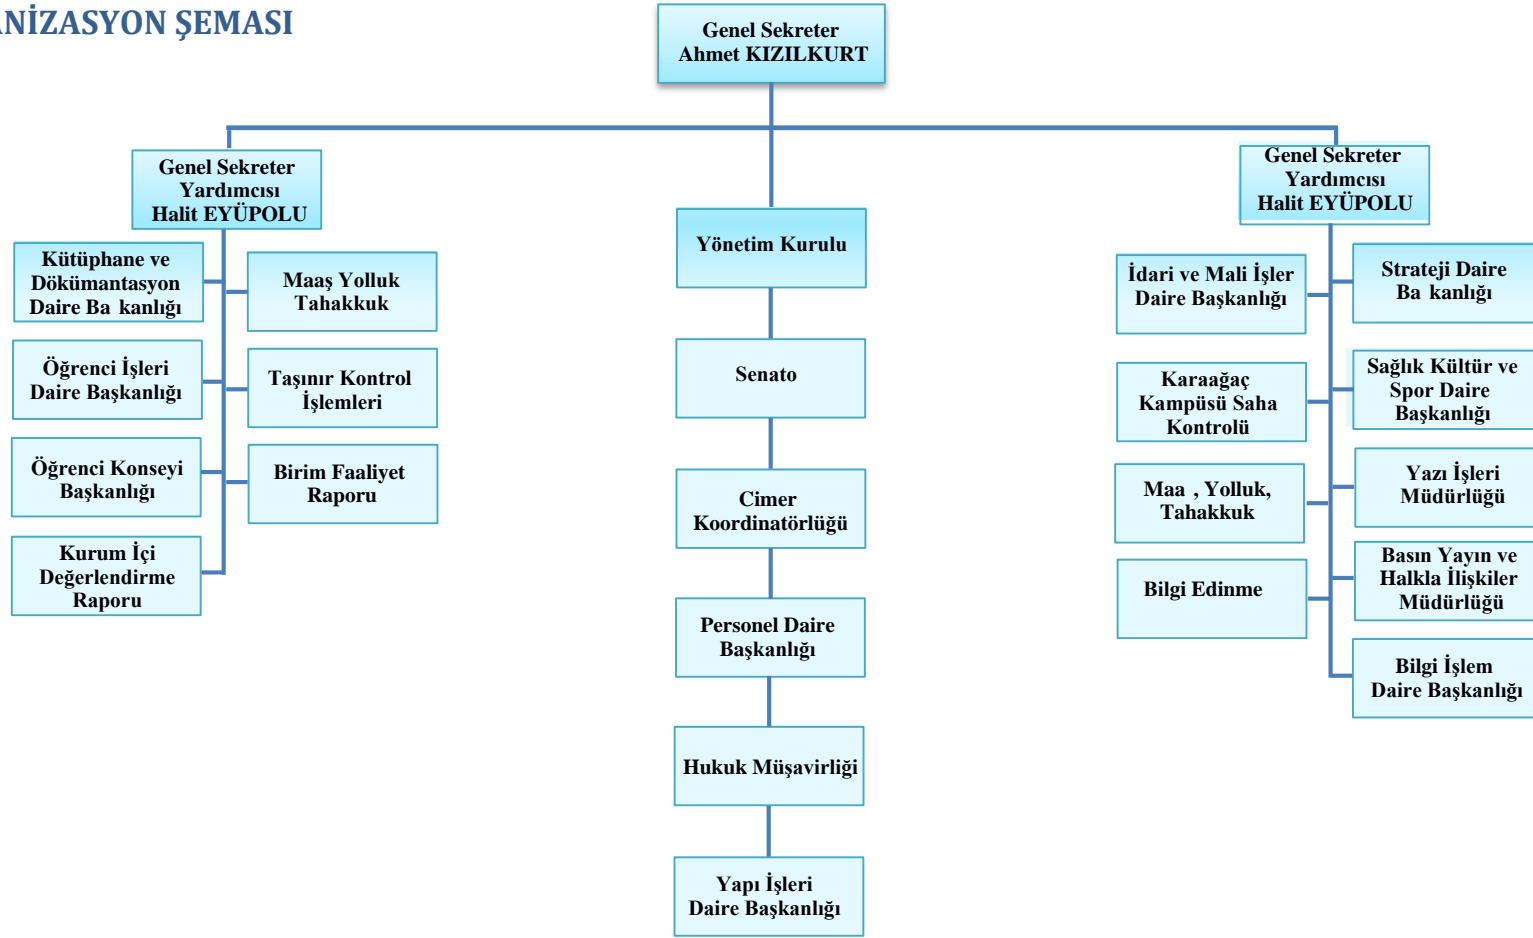 ANİZASYON ŞEMASI
Genel Sekreter
Ahmet KIZILKURT
Genel Sekreter
Yardımcısı
Halit EYÜPOLU
Kütüphane ve
Dökümantasyon
Daire Ba kanlığı
Maaş Yolluk
Tahakkuk
Öğrenci İşleri
Daire Başkanlığı
Taşınır Kontrol
İşlemleri
Öğrenci Konseyi
Başkanlığı
Birim Faaliyet
Raporu
Kurum İçi
Değerlendirme
Raporu
Yönetim Kurulu
Senato
Cimer
Koordinatörlüğü
Personel Daire
Başkanlığı
Hukuk Müşavirliği
Yapı İşleri
Daire Başkanlığı
Genel Sekreter
Yardımcısı
Halit EYÜPOLU
İdari ve Mali İşler
Daire Başkanlığı
Strateji Daire
Ba kanlığı
Karaağaç
Kampüsü Saha
Kontrolü
Sağlık Kültür ve
Spor Daire
Başkanlığı
Maa , Yolluk,
Tahakkuk
Yazı İşleri
Müdürlüğü
Bilgi Edinme
Basın Yayın ve
Halkla İlişkiler
Müdürlüğü
Bilgi İşlem
Daire Başkanlığı